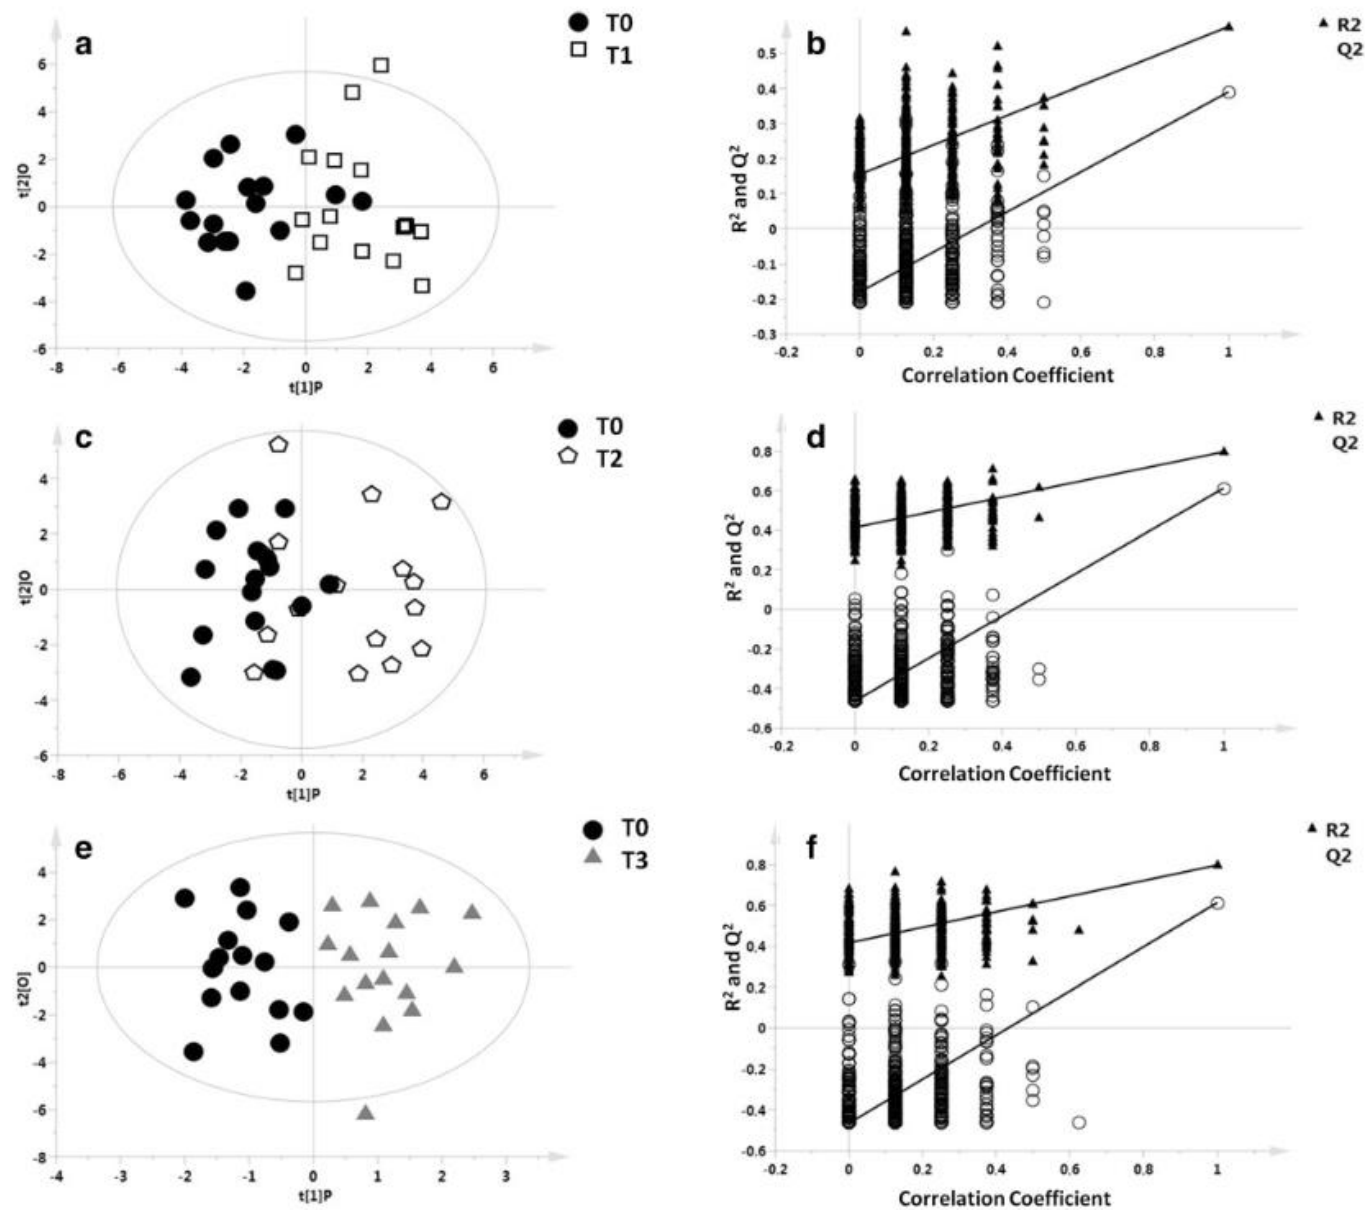 a
T0
T1
6
4
2
0
-2
-4
-6
-8 -6 -4 -2 0 2 4 6
t[2]O
t[1]P
b
R2
Q2
0.5
0.4
0.3
0.2
0.1
0
-0.1
-0.2
-0.3
-0.2 0 0.2 0.4 0.6 0.8 1
R² and Q²
Correlation Coefficient
c
T0
T2
4
2
0
-2
-4
-6
-8 -6 -4 -2 0 2 4 6
t[2]O
t[1]P
d
R2
Q2
0.8
0.6
0.4
0.2
0
-0.2
-0.4
-0.6
-0.2 0 0.2 0.4 0.6 0.8 1
R² and Q²
Correlation Coefficient
e
T0
T3
4
2
0
-2
-4
-6
-8
-4 -3 -2 -1 0 1 2 3
t2[O]
t[1]P
f
R2
Q2
0.8
0.6
0.4
0.2
0
-0.2
-0.4
-0.6
-0.2 0 0.2 0.4 0.6 0.8 1
R² and Q²
Correlation Coefficient